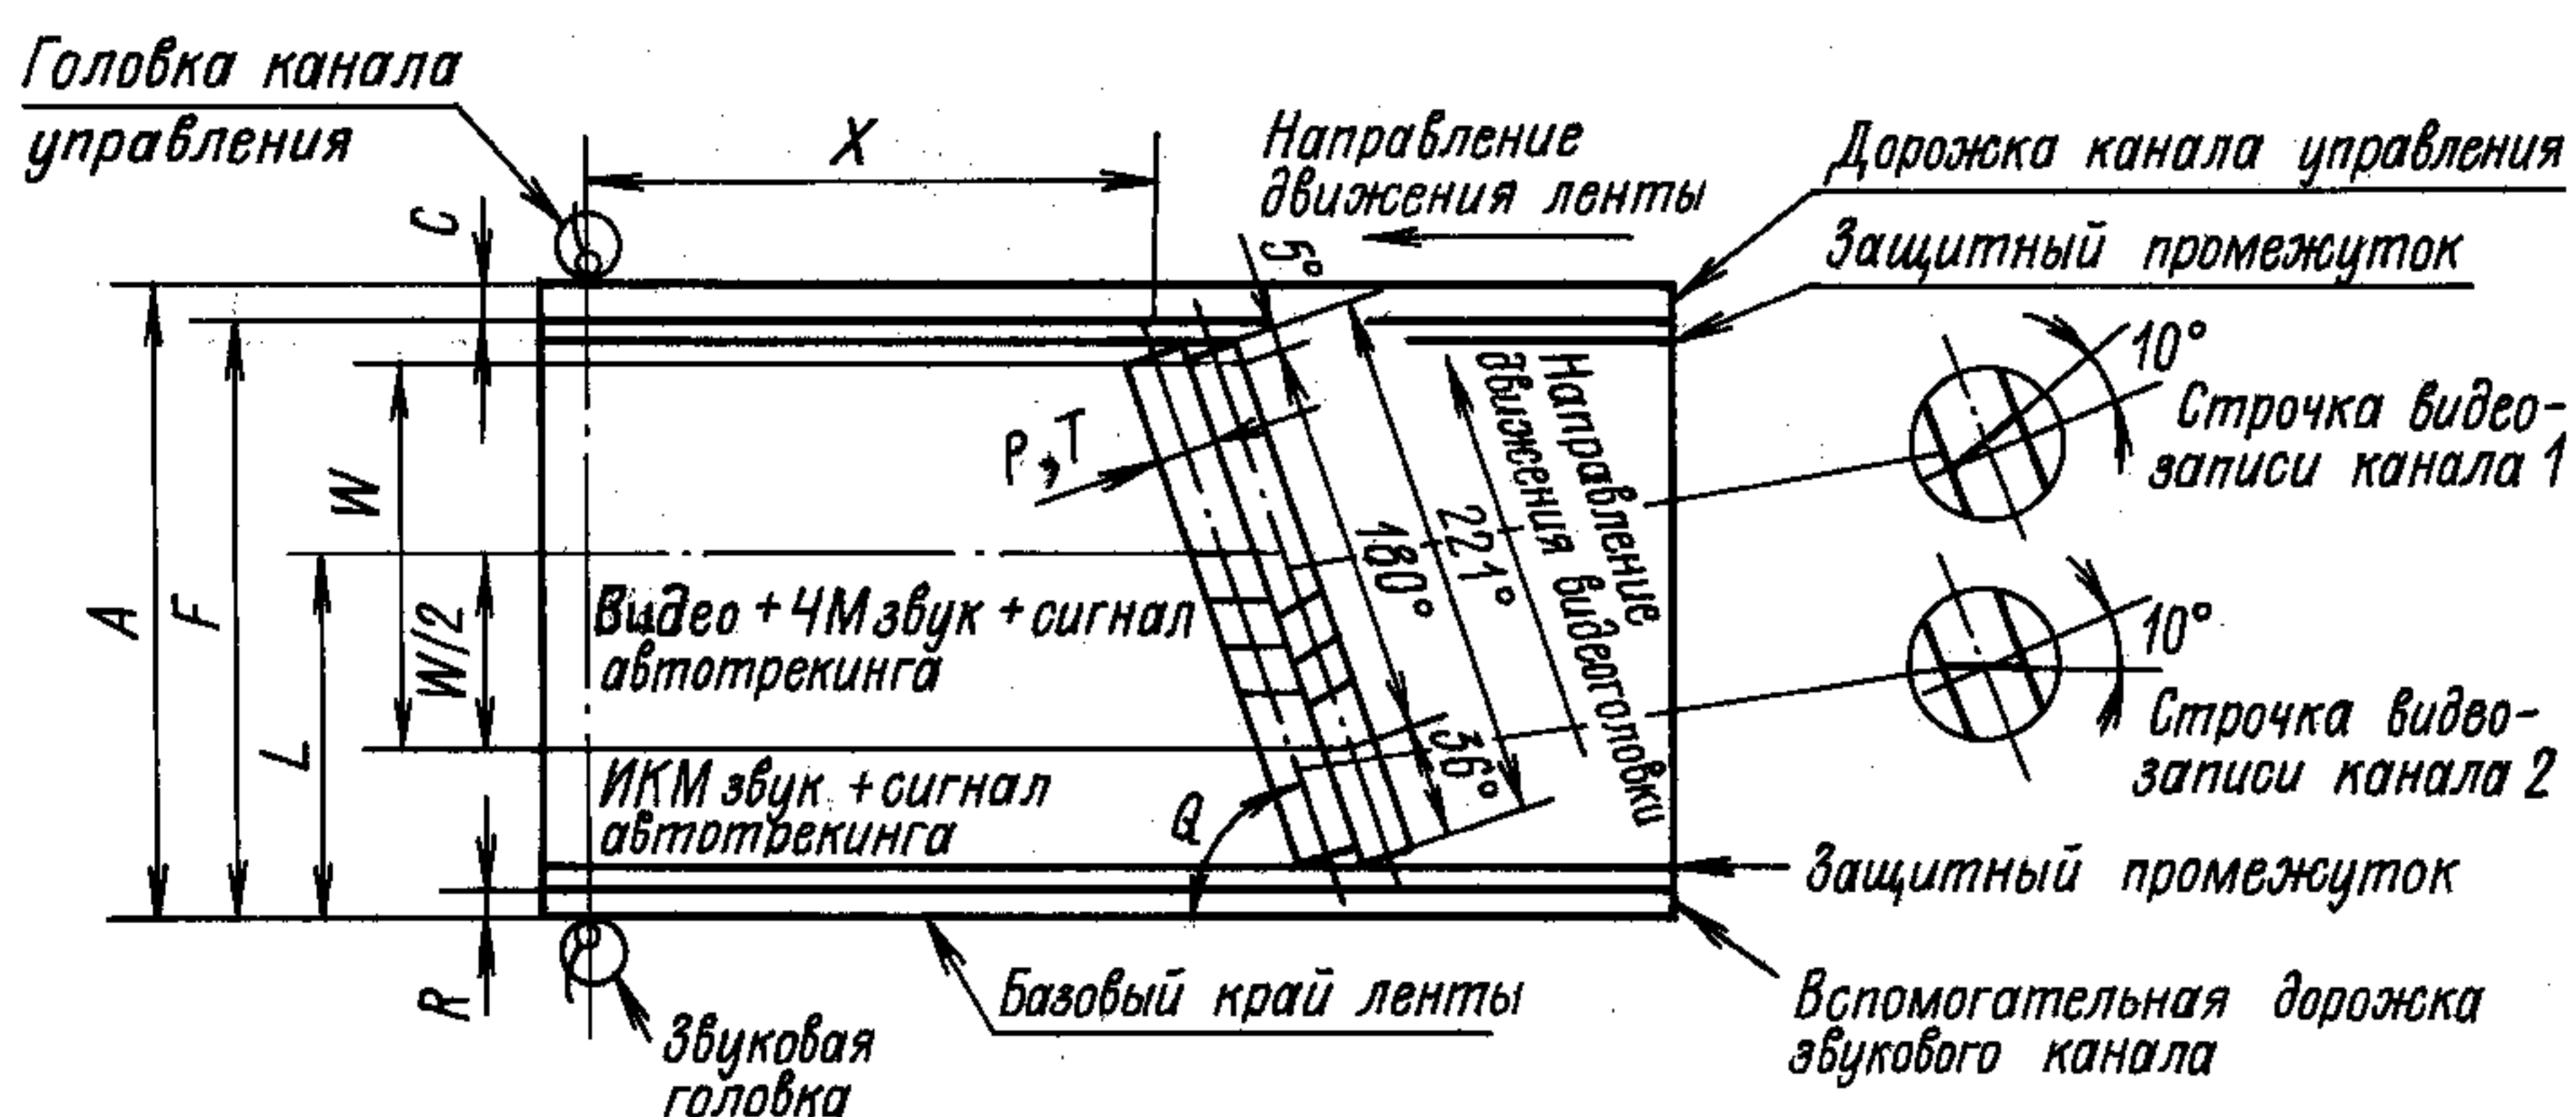 Головка канала
управления
X
Направление
движения ленты
Дорожка канала управления
Защитный промежуток
C
5°
A
F
W
W/2
L
R
P, T
180°
221°
36°
Направление
движения видеоголовки
10°
Строчка видео-
записи канала 1
10°
Строчка видео-
записи канала 2
Видео + ЧМ звук + сигнал
автотрекинга
ИКМ звук + сигнал
автотрекинга
Q
Защитный промежуток
Базовый край ленты
Вспомогательная дорожка
звукового канала
Звуковая
головка